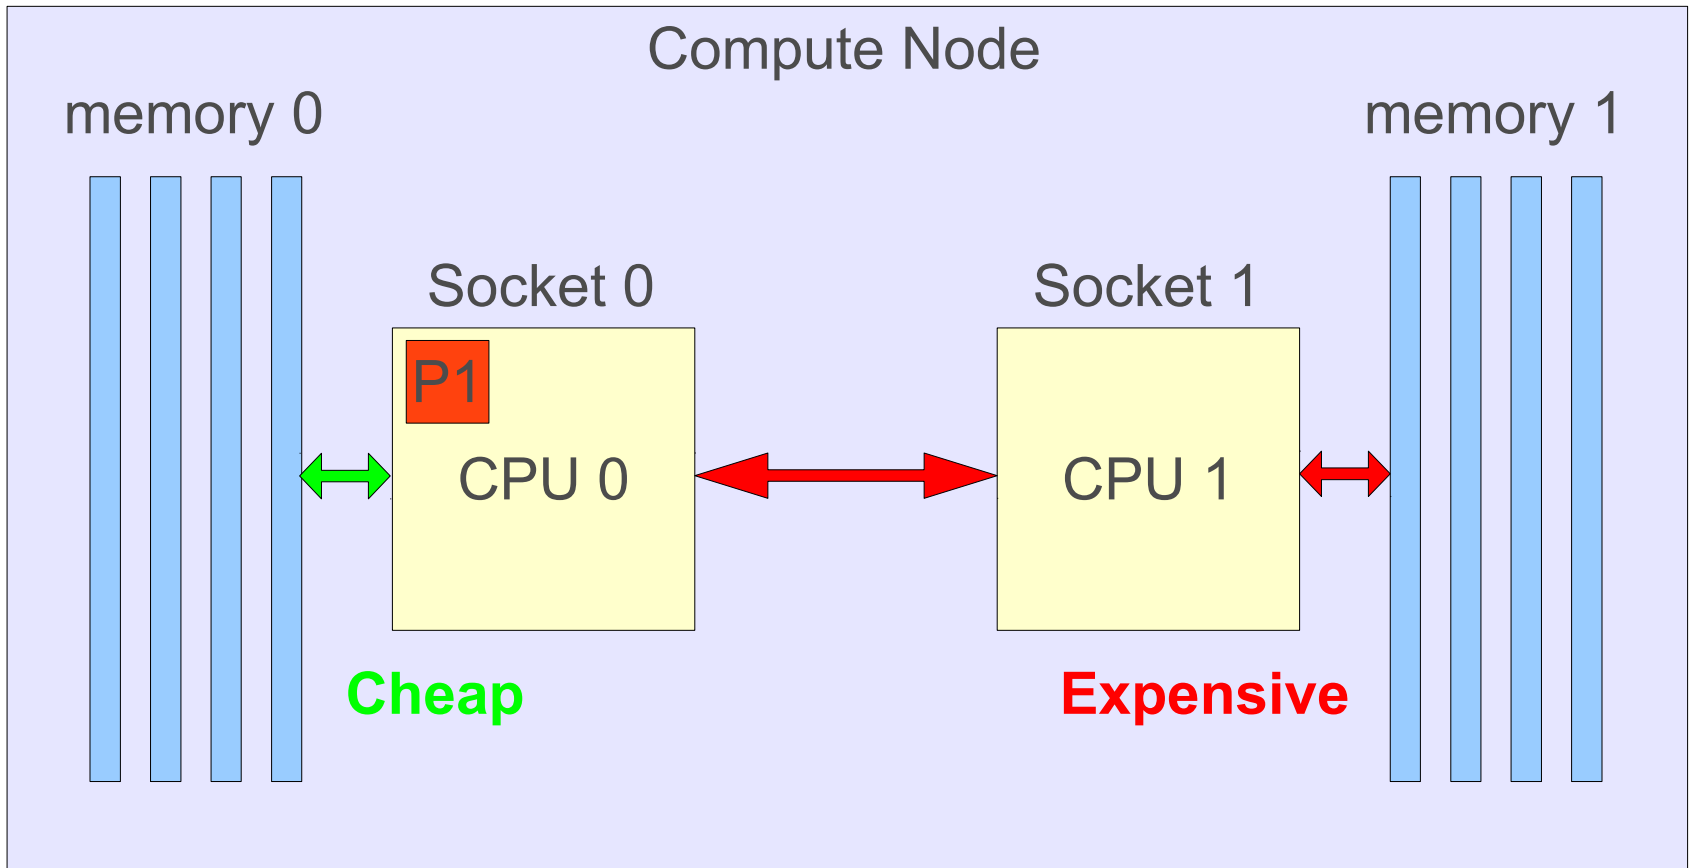 Compute Node
memory 0
memory 1
Socket 0
Socket 1
P1
CPU 0
CPU 1
Cheap
Expensive